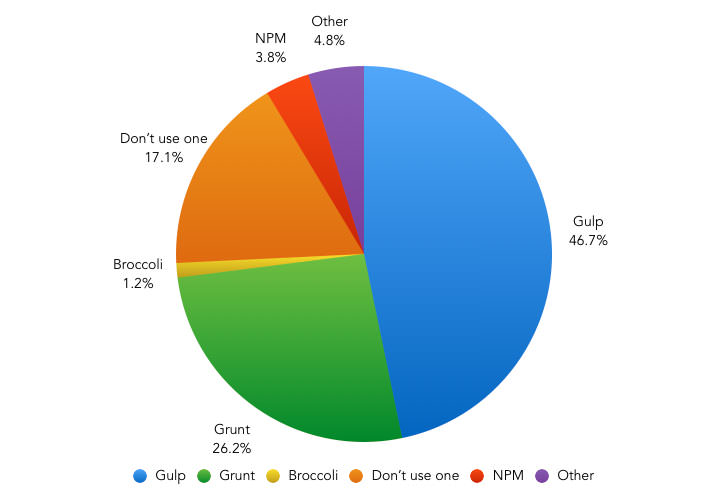 Other
4.8%
NPM
3.8%
Don’t use one
17.1%
Gulp
46.7%
Broccoli
1.2%
Grunt
26.2%
Gulp Grunt Broccoli Don’t use one NPM Other